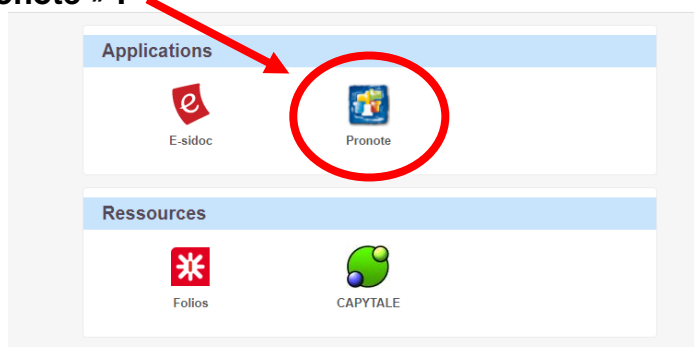 Applications
E-sidoc Pronote
Ressources
Folios CAPYTALE